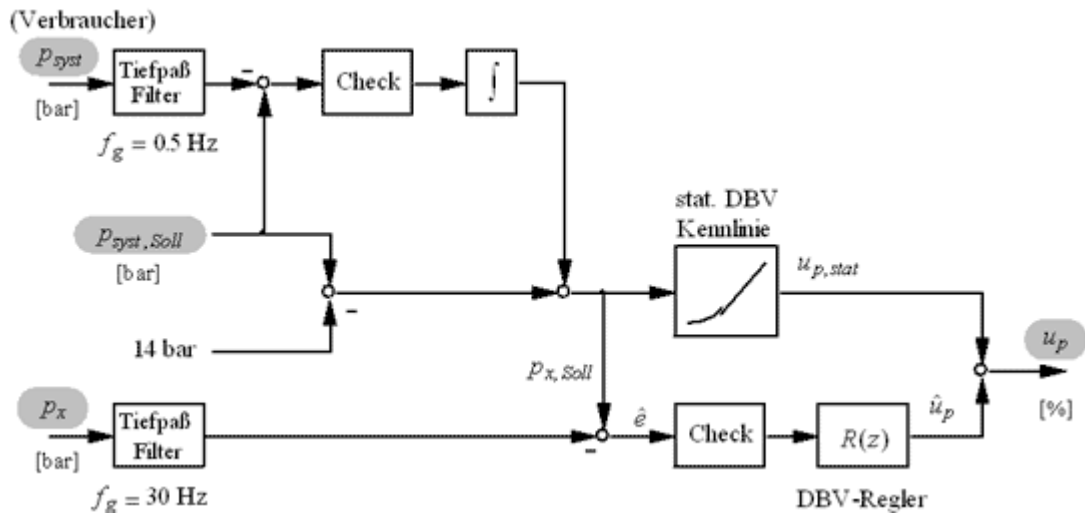 (Verbraucher)
p_syst
[bar]
Tiefpaß
Filter
f_g = 0.5 Hz
Check
∫
p_syst,Soll
[bar]
14 bar
stat. DBV
Kennlinie
u_p,stat
p_x,Soll
p_x
[bar]
Tiefpaß
Filter
f_g = 30 Hz
ê
Check
R(z)
DBV-Regler
û_p
u_p
[%]